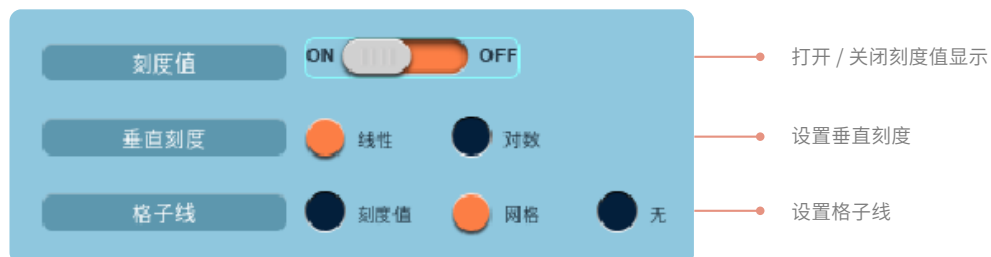 刻度值 ON OFF 打开 / 关闭刻度值显示
垂直刻度 线性 对数 设置垂直刻度
格子线 刻度值 网格 无 设置格子线